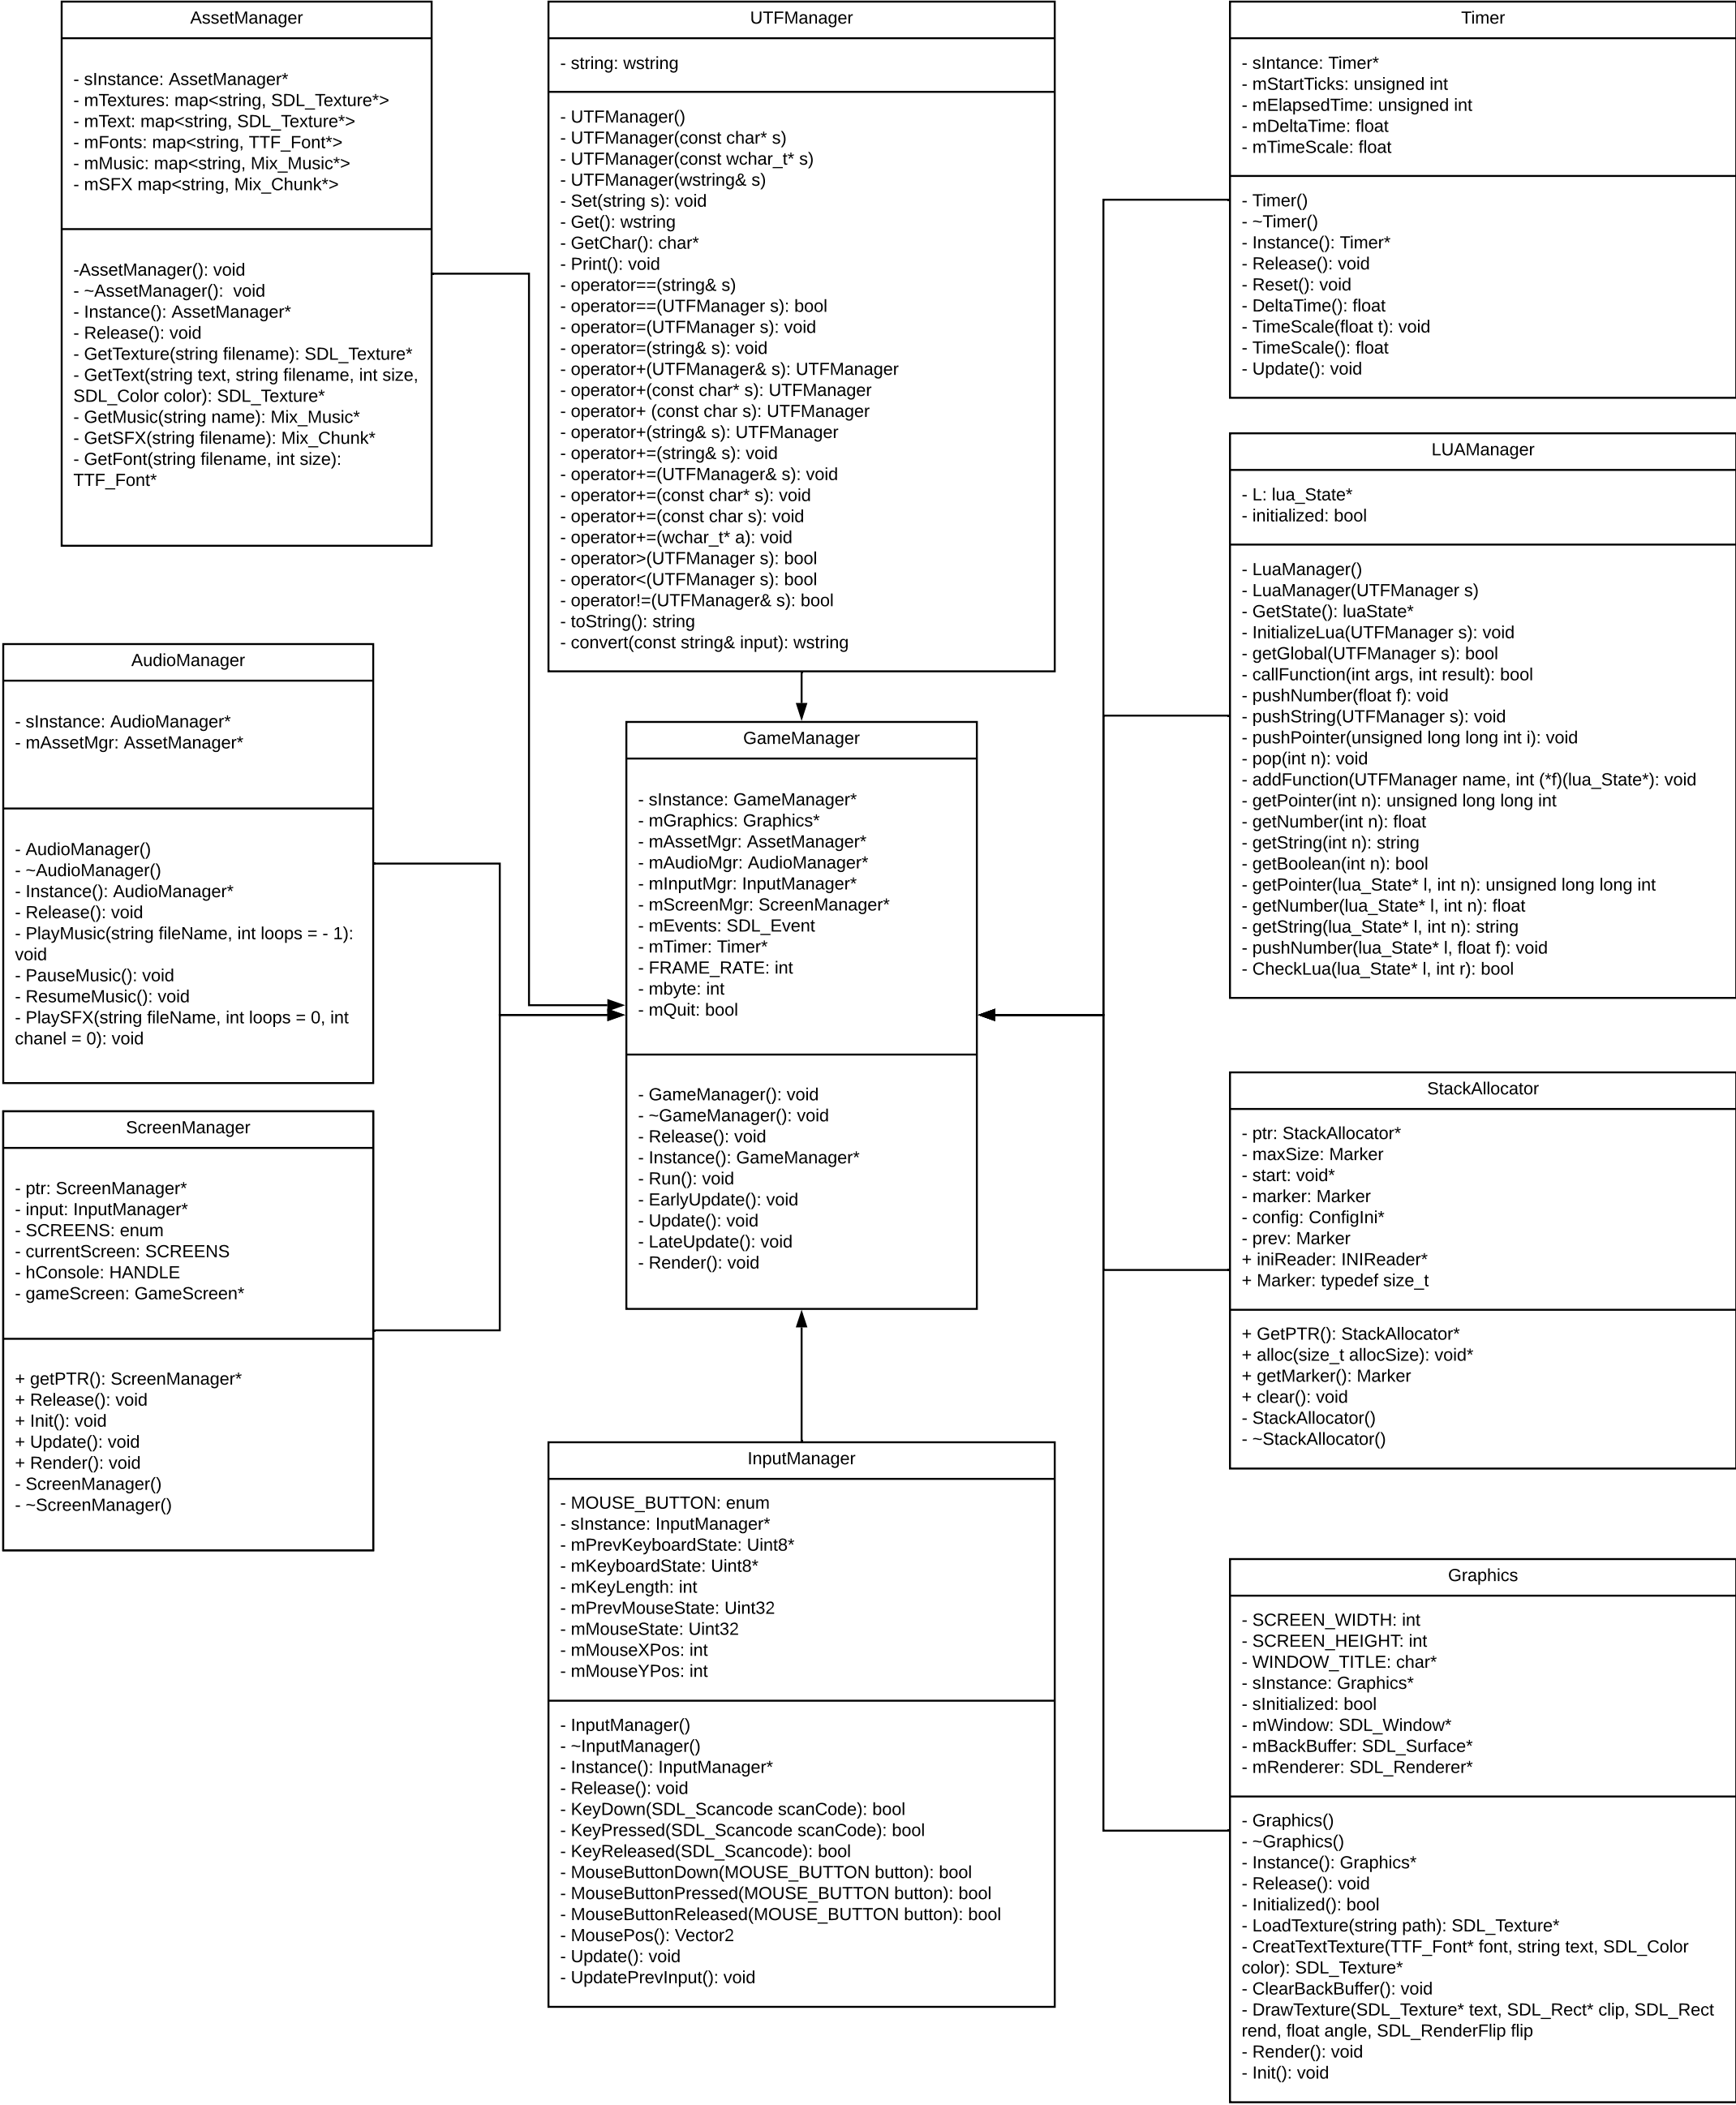 AssetManager
- sInstance: AssetManager*
- mTextures: map<string, SDL_Texture*>
- mText: map<string, SDL_Texture*>
- mFonts: map<string, TTF_Font*>
- mMusic: map<string, Mix_Music*>
- mSFX map<string, Mix_Chunk*>
-AssetManager(): void
- ~AssetManager():  void
- Instance(): AssetManager*
- Release(): void
- GetTexture(string filename): SDL_Texture*
- GetText(string text, string filename, int size,
SDL_Color color): SDL_Texture*
- GetMusic(string name): Mix_Music*
- GetSFX(string filename): Mix_Chunk*
- GetFont(string filename, int size):
TTF_Font*
AudioManager
- sInstance: AudioManager*
- mAssetMgr: AssetManager*
- AudioManager()
- ~AudioManager()
- Instance(): AudioManager*
- Release(): void
- PlayMusic(string fileName, int loops = - 1):
void
- PauseMusic(): void
- ResumeMusic(): void
- PlaySFX(string fileName, int loops = 0, int
chanel = 0): void
ScreenManager
- ptr: ScreenManager*
- input: InputManager*
- SCREENS: enum
- currentScreen: SCREENS
- hConsole: HANDLE
- gameScreen: GameScreen*
+ getPTR(): ScreenManager*
+ Release(): void
+ Init(): void
+ Update(): void
+ Render(): void
- ScreenManager()
- ~ScreenManager()
UTFManager
- string: wstring
- UTFManager()
- UTFManager(const char* s)
- UTFManager(const wchar_t* s)
- UTFManager(wstring& s)
- Set(string s): void
- Get(): wstring
- GetChar(): char*
- Print(): void
- operator==(string& s)
- operator==(UTFManager s): bool
- operator=(UTFManager s): void
- operator=(string& s): void
- operator+(UTFManager& s): UTFManager
- operator+(const char* s): UTFManager
- operator+ (const char s): UTFManager
- operator+(string& s): UTFManager
- operator+=(string& s): void
- operator+=(UTFManager& s): void
- operator+=(const char* s): void
- operator+=(const char s): void
- operator+=(wchar_t* a): void
- operator>(UTFManager s): bool
- operator<(UTFManager s): bool
- operator!=(UTFManager& s): bool
- toString(): string
- convert(const string& input): wstring
GameManager
- sInstance: GameManager*
- mGraphics: Graphics*
- mAssetMgr: AssetManager*
- mAudioMgr: AudioManager*
- mInputMgr: InputManager*
- mScreenMgr: ScreenManager*
- mEvents: SDL_Event
- mTimer: Timer*
- FRAME_RATE: int
- mbyte: int
- mQuit: bool
- GameManager(): void
- ~GameManager(): void
- Release(): void
- Instance(): GameManager*
- Run(): void
- EarlyUpdate(): void
- Update(): void
- LateUpdate(): void
- Render(): void
InputManager
- MOUSE_BUTTON: enum
- sInstance: InputManager*
- mPrevKeyboardState: Uint8*
- mKeyboardState: Uint8*
- mKeyLength: int
- mPrevMouseState: Uint32
- mMouseState: Uint32
- mMouseXPos: int
- mMouseYPos: int
- InputManager()
- ~InputManager()
- Instance(): InputManager*
- Release(): void
- KeyDown(SDL_Scancode scanCode): bool
- KeyPressed(SDL_Scancode scanCode): bool
- KeyReleased(SDL_Scancode): bool
- MouseButtonDown(MOUSE_BUTTON button): bool
- MouseButtonPressed(MOUSE_BUTTON button): bool
- MouseButtonReleased(MOUSE_BUTTON button): bool
- MousePos(): Vector2
- Update(): void
- UpdatePrevInput(): void
Timer
- sIntance: Timer*
- mStartTicks: unsigned int
- mElapsedTime: unsigned int
- mDeltaTime: float
- mTimeScale: float
- Timer()
- ~Timer()
- Instance(): Timer*
- Release(): void
- Reset(): void
- DeltaTime(): float
- TimeScale(float t): void
- TimeScale(): float
- Update(): void
LUAManager
- L: lua_State*
- initialized: bool
- LuaManager()
- LuaManager(UTFManager s)
- GetState(): luaState*
- InitializeLua(UTFManager s): void
- getGlobal(UTFManager s): bool
- callFunction(int args, int result): bool
- pushNumber(float f): void
- pushString(UTFManager s): void
- pushPointer(unsigned long long int i): void
- pop(int n): void
- addFunction(UTFManager name, int (*f)(lua_State*): void
- getPointer(int n): unsigned long long int
- getNumber(int n): float
- getString(int n): string
- getBoolean(int n): bool
- getPointer(lua_State* l, int n): unsigned long long int
- getNumber(lua_State* l, int n): float
- getString(lua_State* l, int n): string
- pushNumber(lua_State* l, float f): void
- CheckLua(lua_State* l, int r): bool
StackAllocator
- ptr: StackAllocator*
- maxSize: Marker
- start: void*
- marker: Marker
- config: ConfigIni*
- prev: Marker
+ iniReader: INIReader*
+ Marker: typedef size_t
+ GetPTR(): StackAllocator*
+ alloc(size_t allocSize): void*
+ getMarker(): Marker
+ clear(): void
- StackAllocator()
- ~StackAllocator()
Graphics
- SCREEN_WIDTH: int
- SCREEN_HEIGHT: int
- WINDOW_TITLE: char*
- sInstance: Graphics*
- sInitialized: bool
- mWindow: SDL_Window*
- mBackBuffer: SDL_Surface*
- mRenderer: SDL_Renderer*
- Graphics()
- ~Graphics()
- Instance(): Graphics*
- Release(): void
- Initialized(): bool
- LoadTexture(string path): SDL_Texture*
- CreatTextTexture(TTF_Font* font, string text, SDL_Color
color): SDL_Texture*
- ClearBackBuffer(): void
- DrawTexture(SDL_Texture* text, SDL_Rect* clip, SDL_Rect
rend, float angle, SDL_RenderFlip flip
- Render(): void
- Init(): void